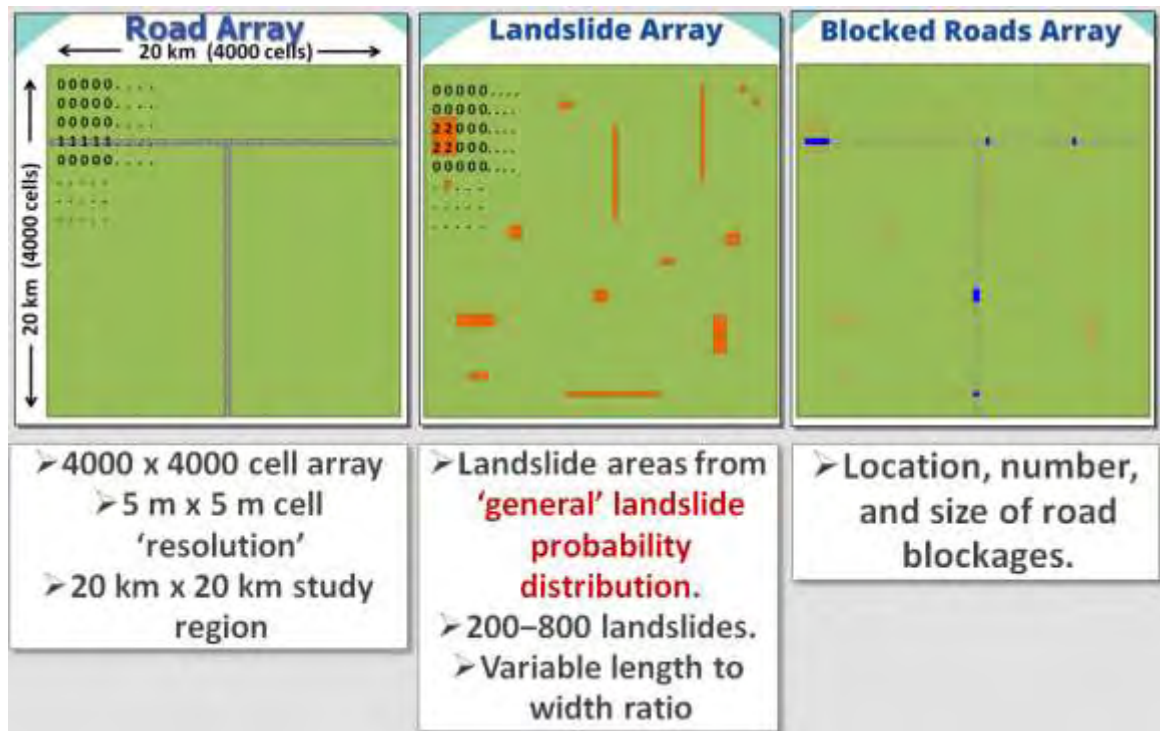 Road Array
20 km (4000 cells)
20 km (4000 cells)
00000....
00000....
00000....
11111....
00000....
.....
.....
.....
Landslide Array
00000....
00000....
22000....
22000....
00000....
. ? . . .
.....
.....
Blocked Roads Array
➢4000 x 4000 cell array
➢5 m x 5 m cell
‘resolution’
➢20 km x 20 km study
region
➢Landslide areas from
‘general’ landslide
probability
distribution.
➢200–800 landslides.
➢Variable length to
width ratio
➢Location, number,
and size of road
blockages.